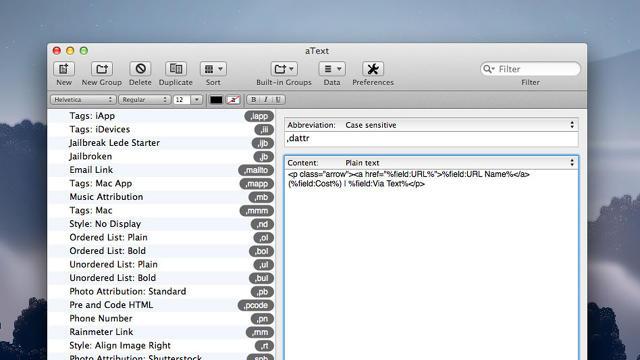 aText
New
New Group
Delete
Duplicate
Sort
Built-in Groups
Data
Preferences
Filter
Filter
Helvetica
Regular
12
a
B I U
Tags: iApp ,iapp
Tags: iDevices ,iii
Jailbreak Lede Starter ,ijb
Jailbroken ,jb
Email Link ,mailto
Tags: Mac App ,mapp
Music Attribution ,mb
Tags: Mac ,mmm
Style: No Display ,nd
Ordered List: Plain ,ol
Ordered List: Bold ,bol
Unordered List: Plain ,ul
Unordered List: Bold ,bul
Photo Attribution: Standard ,pb
Pre and Code HTML ,pcode
Phone Number ,pn
Rainmeter Link ,mm
Style: Align Image Right ,rt
Photo Attribution: Shutterstock ,spb
Abbreviation: Case sensitive
,dattr
Content: Plain text
<p class="arrow"><a href="%field:URL%">%field:URL Name%</a>
(%field:Cost%) | %field:Via Text%</p>